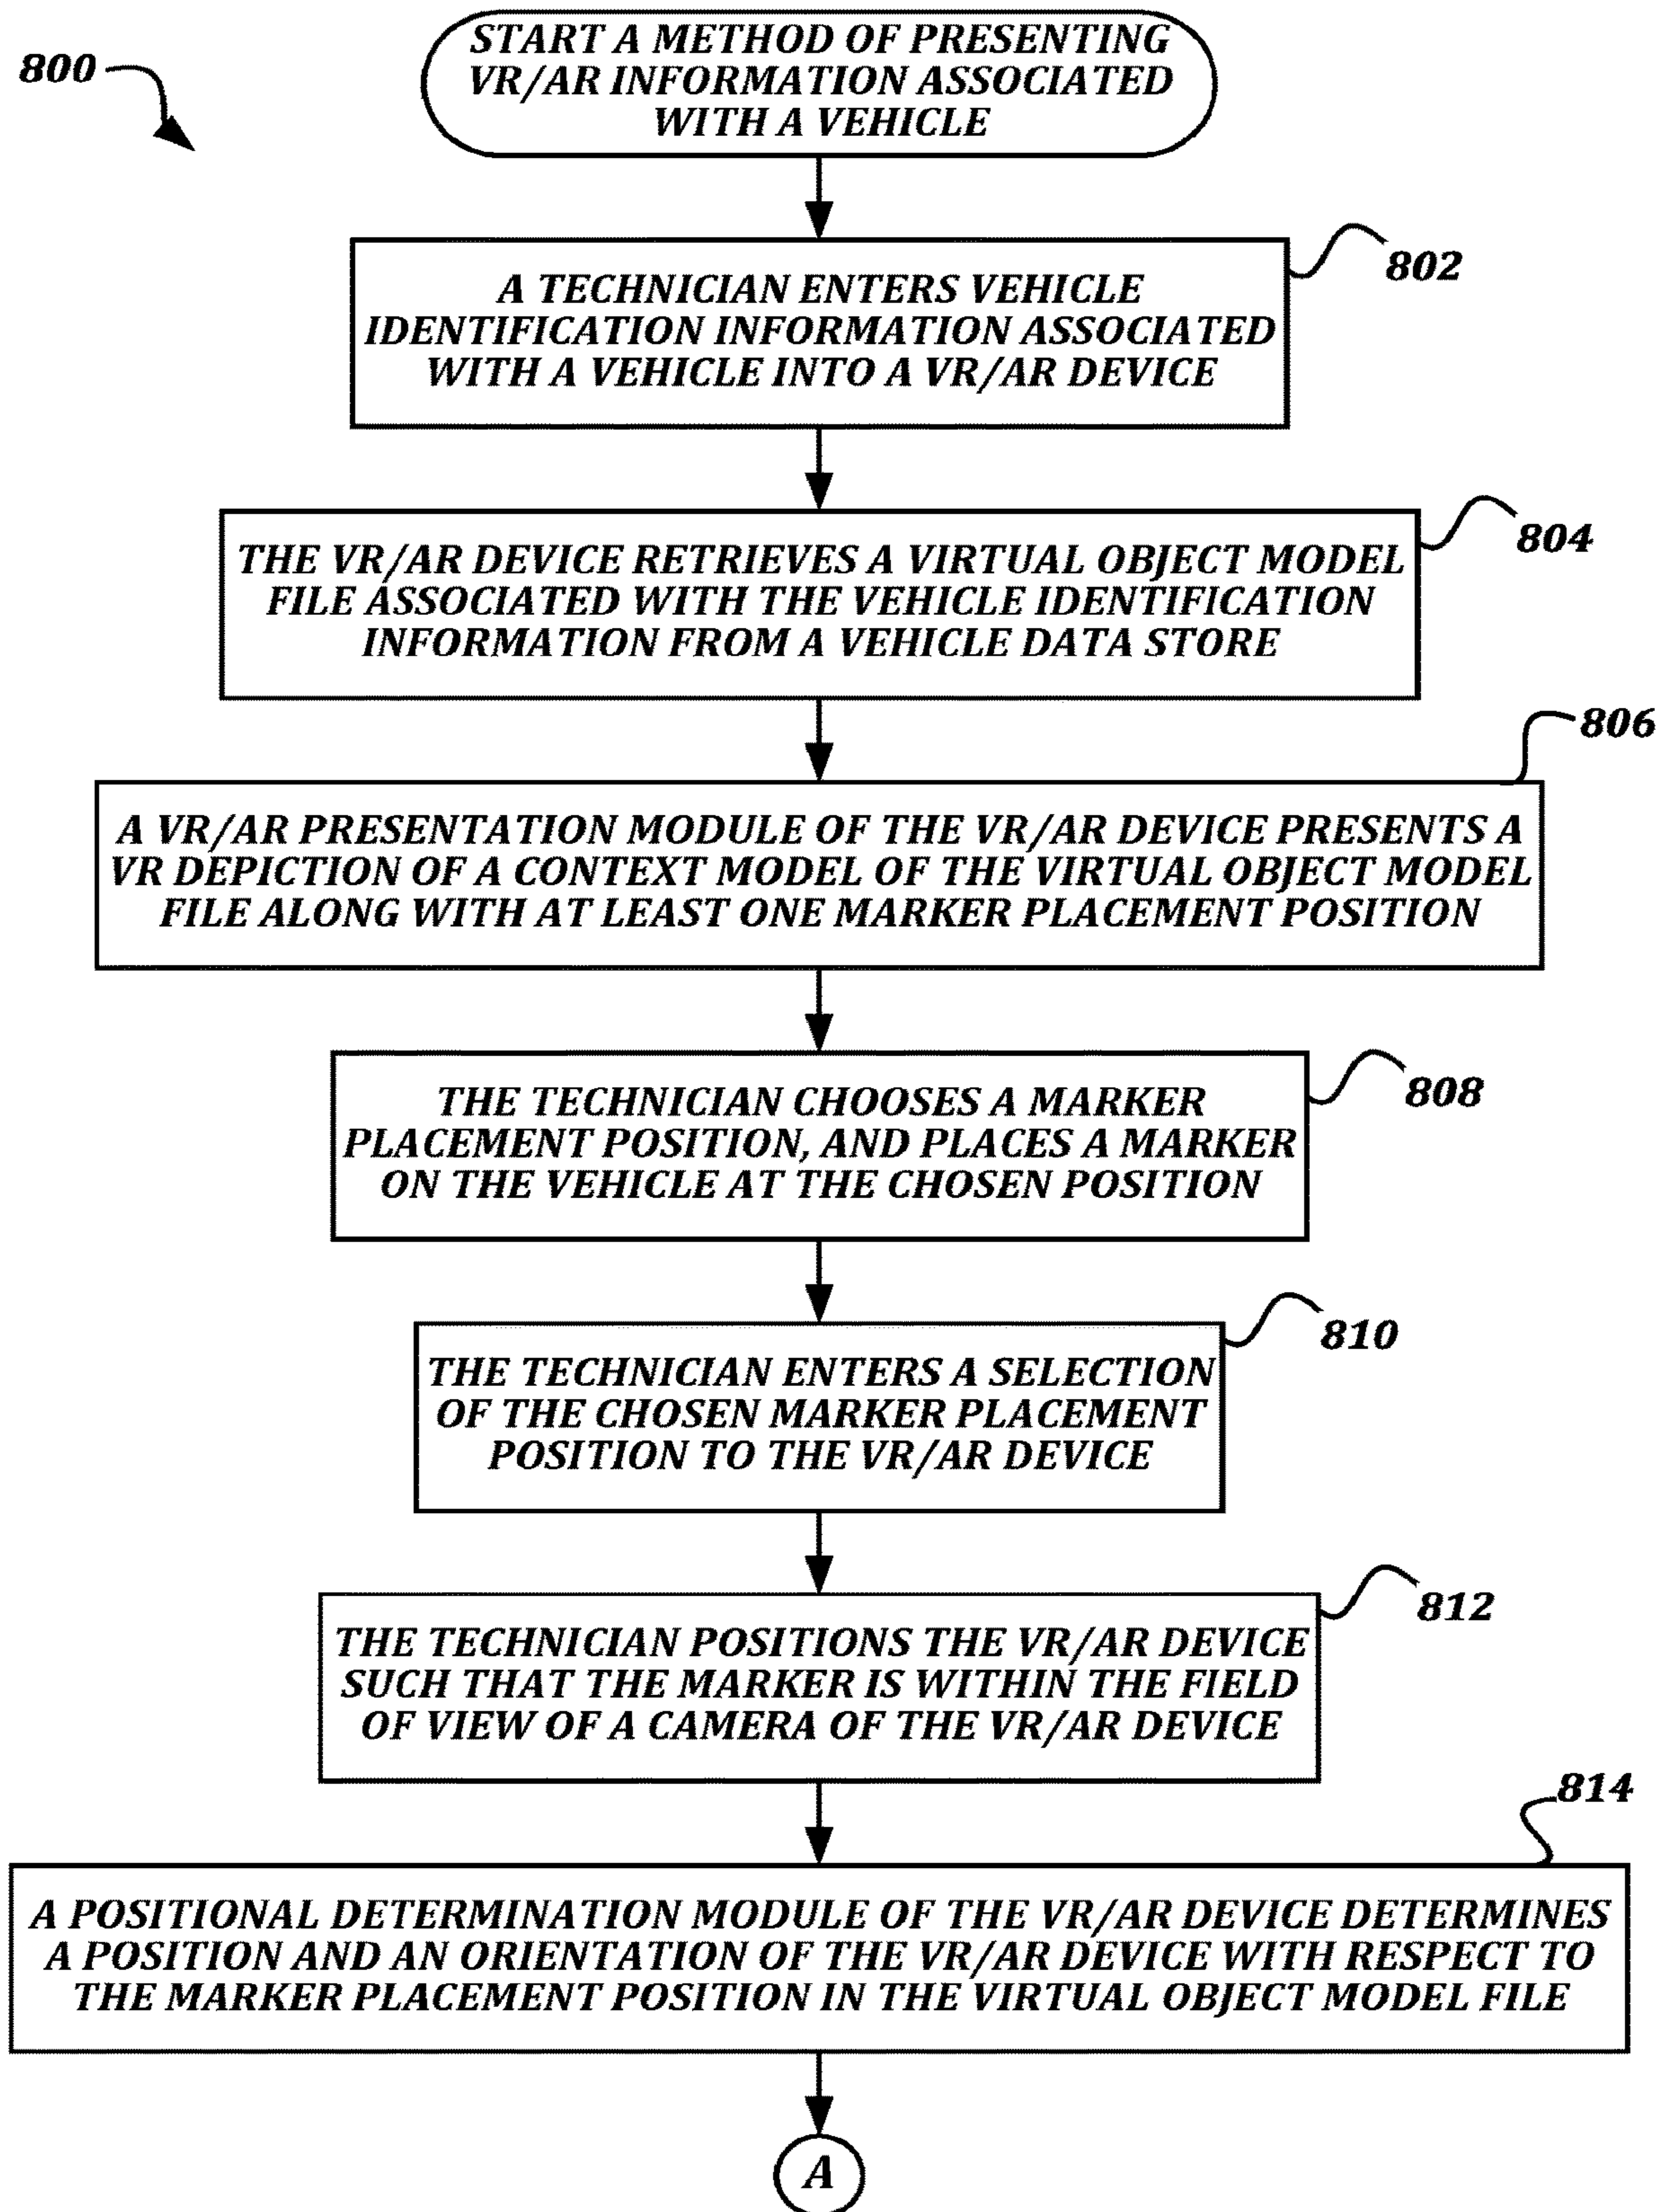 800
START A METHOD OF PRESENTING
VR/AR INFORMATION ASSOCIATED
WITH A VEHICLE
802
A TECHNICIAN ENTERS VEHICLE
IDENTIFICATION INFORMATION ASSOCIATED
WITH A VEHICLE INTO A VR/AR DEVICE
804
THE VR/AR DEVICE RETRIEVES A VIRTUAL OBJECT MODEL
FILE ASSOCIATED WITH THE VEHICLE IDENTIFICATION
INFORMATION FROM A VEHICLE DATA STORE
806
A VR/AR PRESENTATION MODULE OF THE VR/AR DEVICE PRESENTS A
VR DEPICTION OF A CONTEXT MODEL OF THE VIRTUAL OBJECT MODEL
FILE ALONG WITH AT LEAST ONE MARKER PLACEMENT POSITION
808
THE TECHNICIAN CHOOSES A MARKER
PLACEMENT POSITION, AND PLACES A MARKER
ON THE VEHICLE AT THE CHOSEN POSITION
810
THE TECHNICIAN ENTERS A SELECTION
OF THE CHOSEN MARKER PLACEMENT
POSITION TO THE VR/AR DEVICE
812
THE TECHNICIAN POSITIONS THE VR/AR DEVICE
SUCH THAT THE MARKER IS WITHIN THE FIELD
OF VIEW OF A CAMERA OF THE VR/AR DEVICE
814
A POSITIONAL DETERMINATION MODULE OF THE VR/AR DEVICE DETERMINES
A POSITION AND AN ORIENTATION OF THE VR/AR DEVICE WITH RESPECT TO
THE MARKER PLACEMENT POSITION IN THE VIRTUAL OBJECT MODEL FILE
A